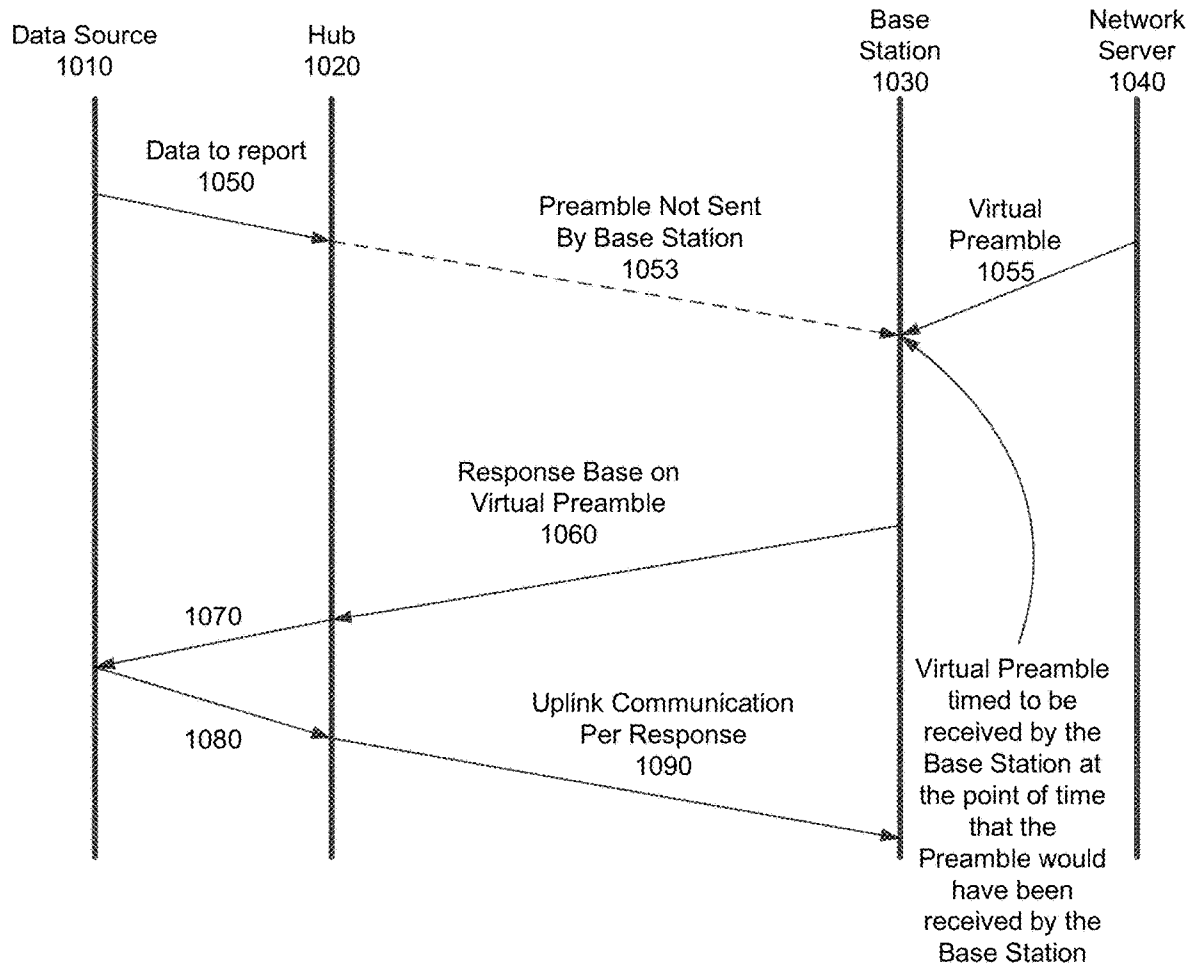 Data Source
1010
Hub
1020
Base
Station
1030
Network
Server
1040
Data to report
1050
Preamble Not Sent
By Base Station
1053
Virtual
Preamble
1055
Response Base on
Virtual Preamble
1060
1070
1080
Uplink Communication
Per Response
1090
Virtual Preamble
timed to be
received by the
Base Station at
the point of time
that the
Preamble would
have been
received by the
Base Station